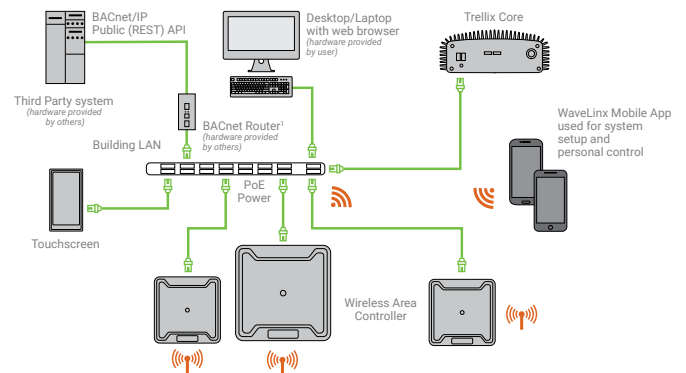 BACnet/IP
Public (REST) API
Desktop/Laptop
with web browser
(hardware provided
by user)
Trellix Core
Third Party system
(hardware provided
by others)
BACnet Router1
(hardware provided
by others)
Building LAN
WaveLinx Mobile App
used for system
setup and
personal control
PoE
Power
Touchscreen
Wireless Area
Controller